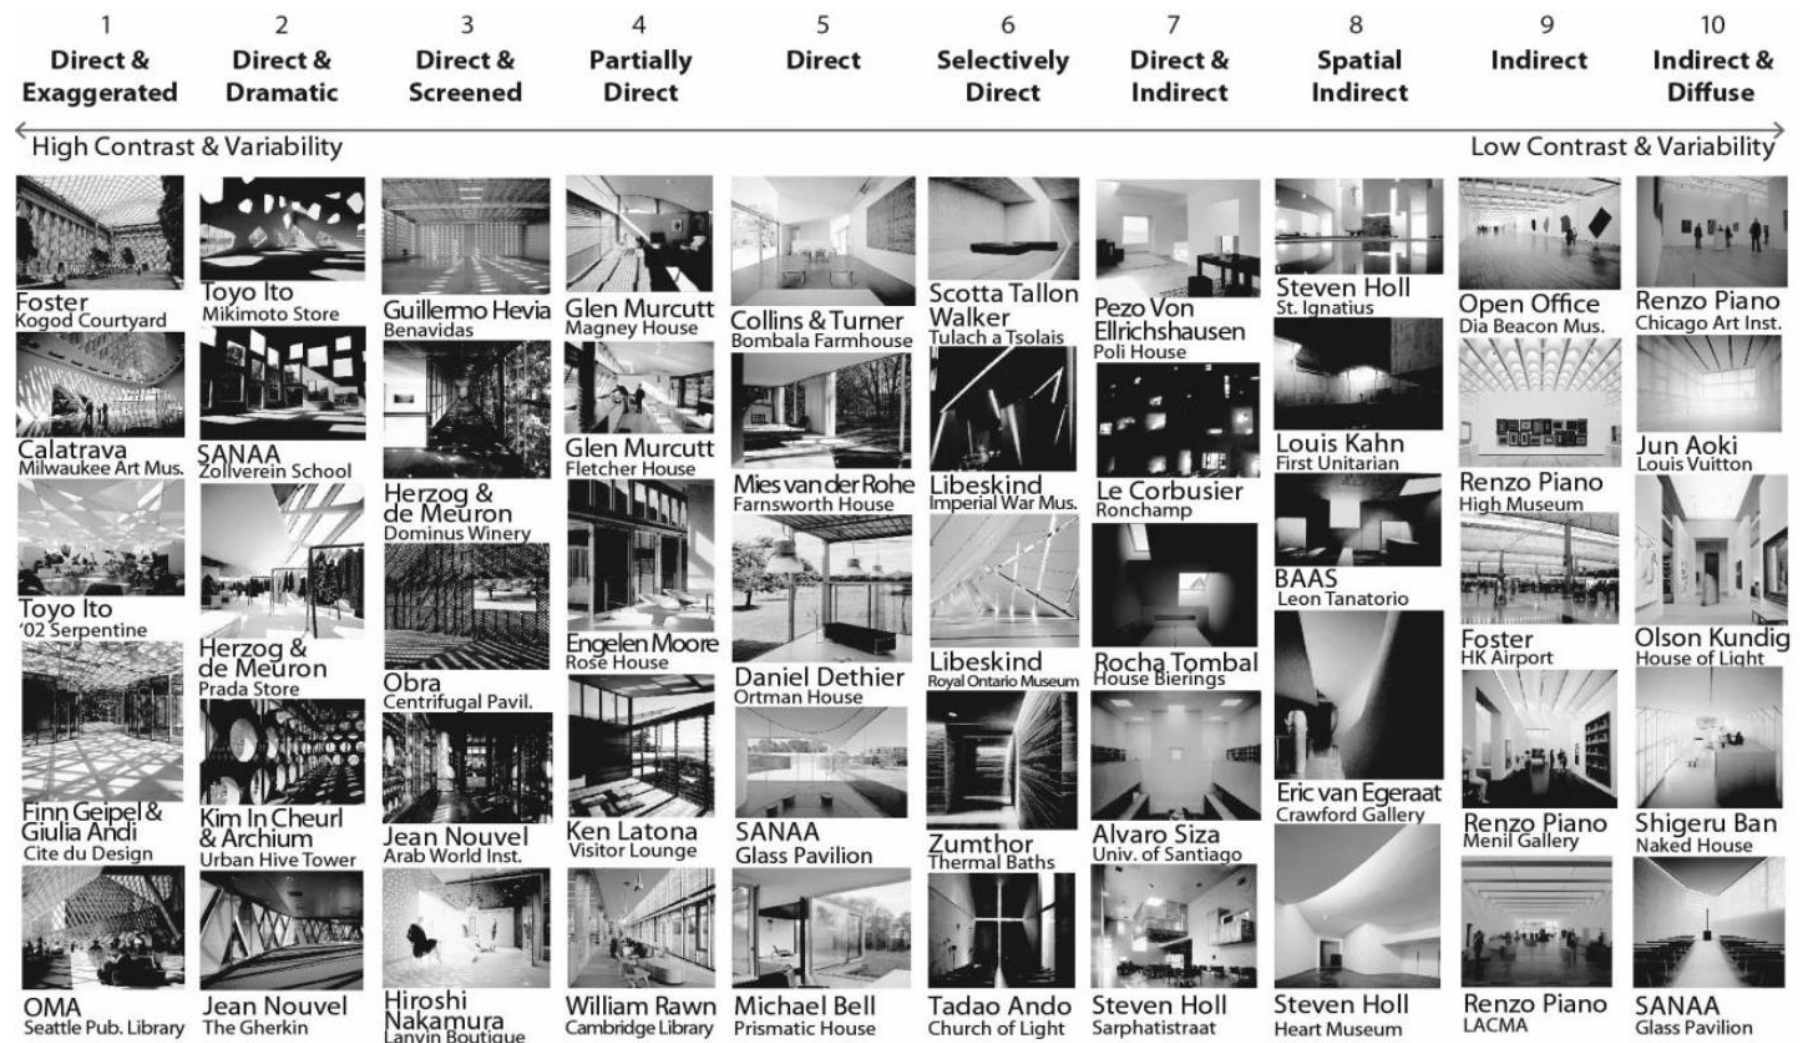 1
Direct &
Exaggerated
2
Direct &
Dramatic
3
Direct &
Screened
4
Partially
Direct
5
Direct
6
Selectively
Direct
7
Direct &
Indirect
8
Spatial
Indirect
9
Indirect
10
Indirect &
Diffuse
High Contrast & Variability
Low Contrast & Variability
Foster
Kogod Courtyard
Calatrava
Milwaukee Art Mus.
Toyo Ito
'02 Serpentine
Finn Geipel &
Giulia Andi
Cite du Design
OMA
Seattle Pub. Library
Toyo Ito
Mikimoto Store
SANAA
Zollverein School
Herzog &
de Meuron
Prada Store
Kim In Cheurl
& Archium
Urban Hive Tower
Jean Nouvel
The Gherkin
Guillermo Hevia
Benavidas
Herzog &
de Meuron
Dominus Winery
Obra
Centrifugal Pavil.
Jean Nouvel
Arab World Inst.
Hiroshi
Nakamura
Lanvin Boutique
Glen Murcutt
Magney House
Glen Murcutt
Fletcher House
Engelen Moore
Rose House
Ken Latona
Visitor Lounge
William Rawn
Cambridge Library
Collins & Turner
Bombala Farmhouse
Mies van der Rohe
Farnsworth House
Daniel Dethier
Ortman House
SANAA
Glass Pavilion
Michael Bell
Prismatic House
Scotta Tallon
Walker
Tulach a Tsolais
Libeskind
Imperial War Mus.
Libeskind
Royal Ontario Museum
Zumthor
Thermal Baths
Tadao Ando
Church of Light
Pezo Von
Ellrichshausen
Poli House
Le Corbusier
Ronchamp
Rocha Tombal
House Bierings
Alvaro Siza
Univ. of Santiago
Steven Holl
Sarphatistraat
Steven Holl
St. Ignatius
Louis Kahn
First Unitarian
BAAS
Leon Tanatorio
Eric van Egeraat
Crawford Gallery
Steven Holl
Heart Museum
Open Office
Dia Beacon Mus.
Renzo Piano
High Museum
Foster
HK Airport
Renzo Piano
Menil Gallery
Renzo Piano
LACMA
Renzo Piano
Chicago Art Inst.
Jun Aoki
Louis Vuitton
Olson Kundig
House of Light
Shigeru Ban
Naked House
SANAA
Glass Pavilion